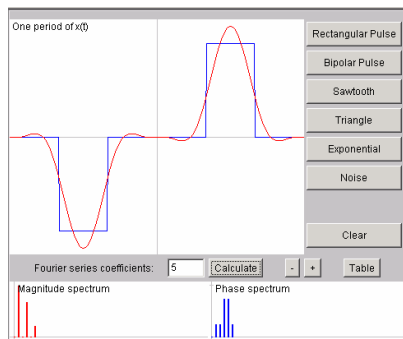 One period of x(t)
Rectangular Pulse
Bipolar Pulse
Sawtooth
Triangle
Exponential
Noise
Clear
Fourier series coefficients: 5 Calculate - + Table
Magnitude spectrum Phase spectrum